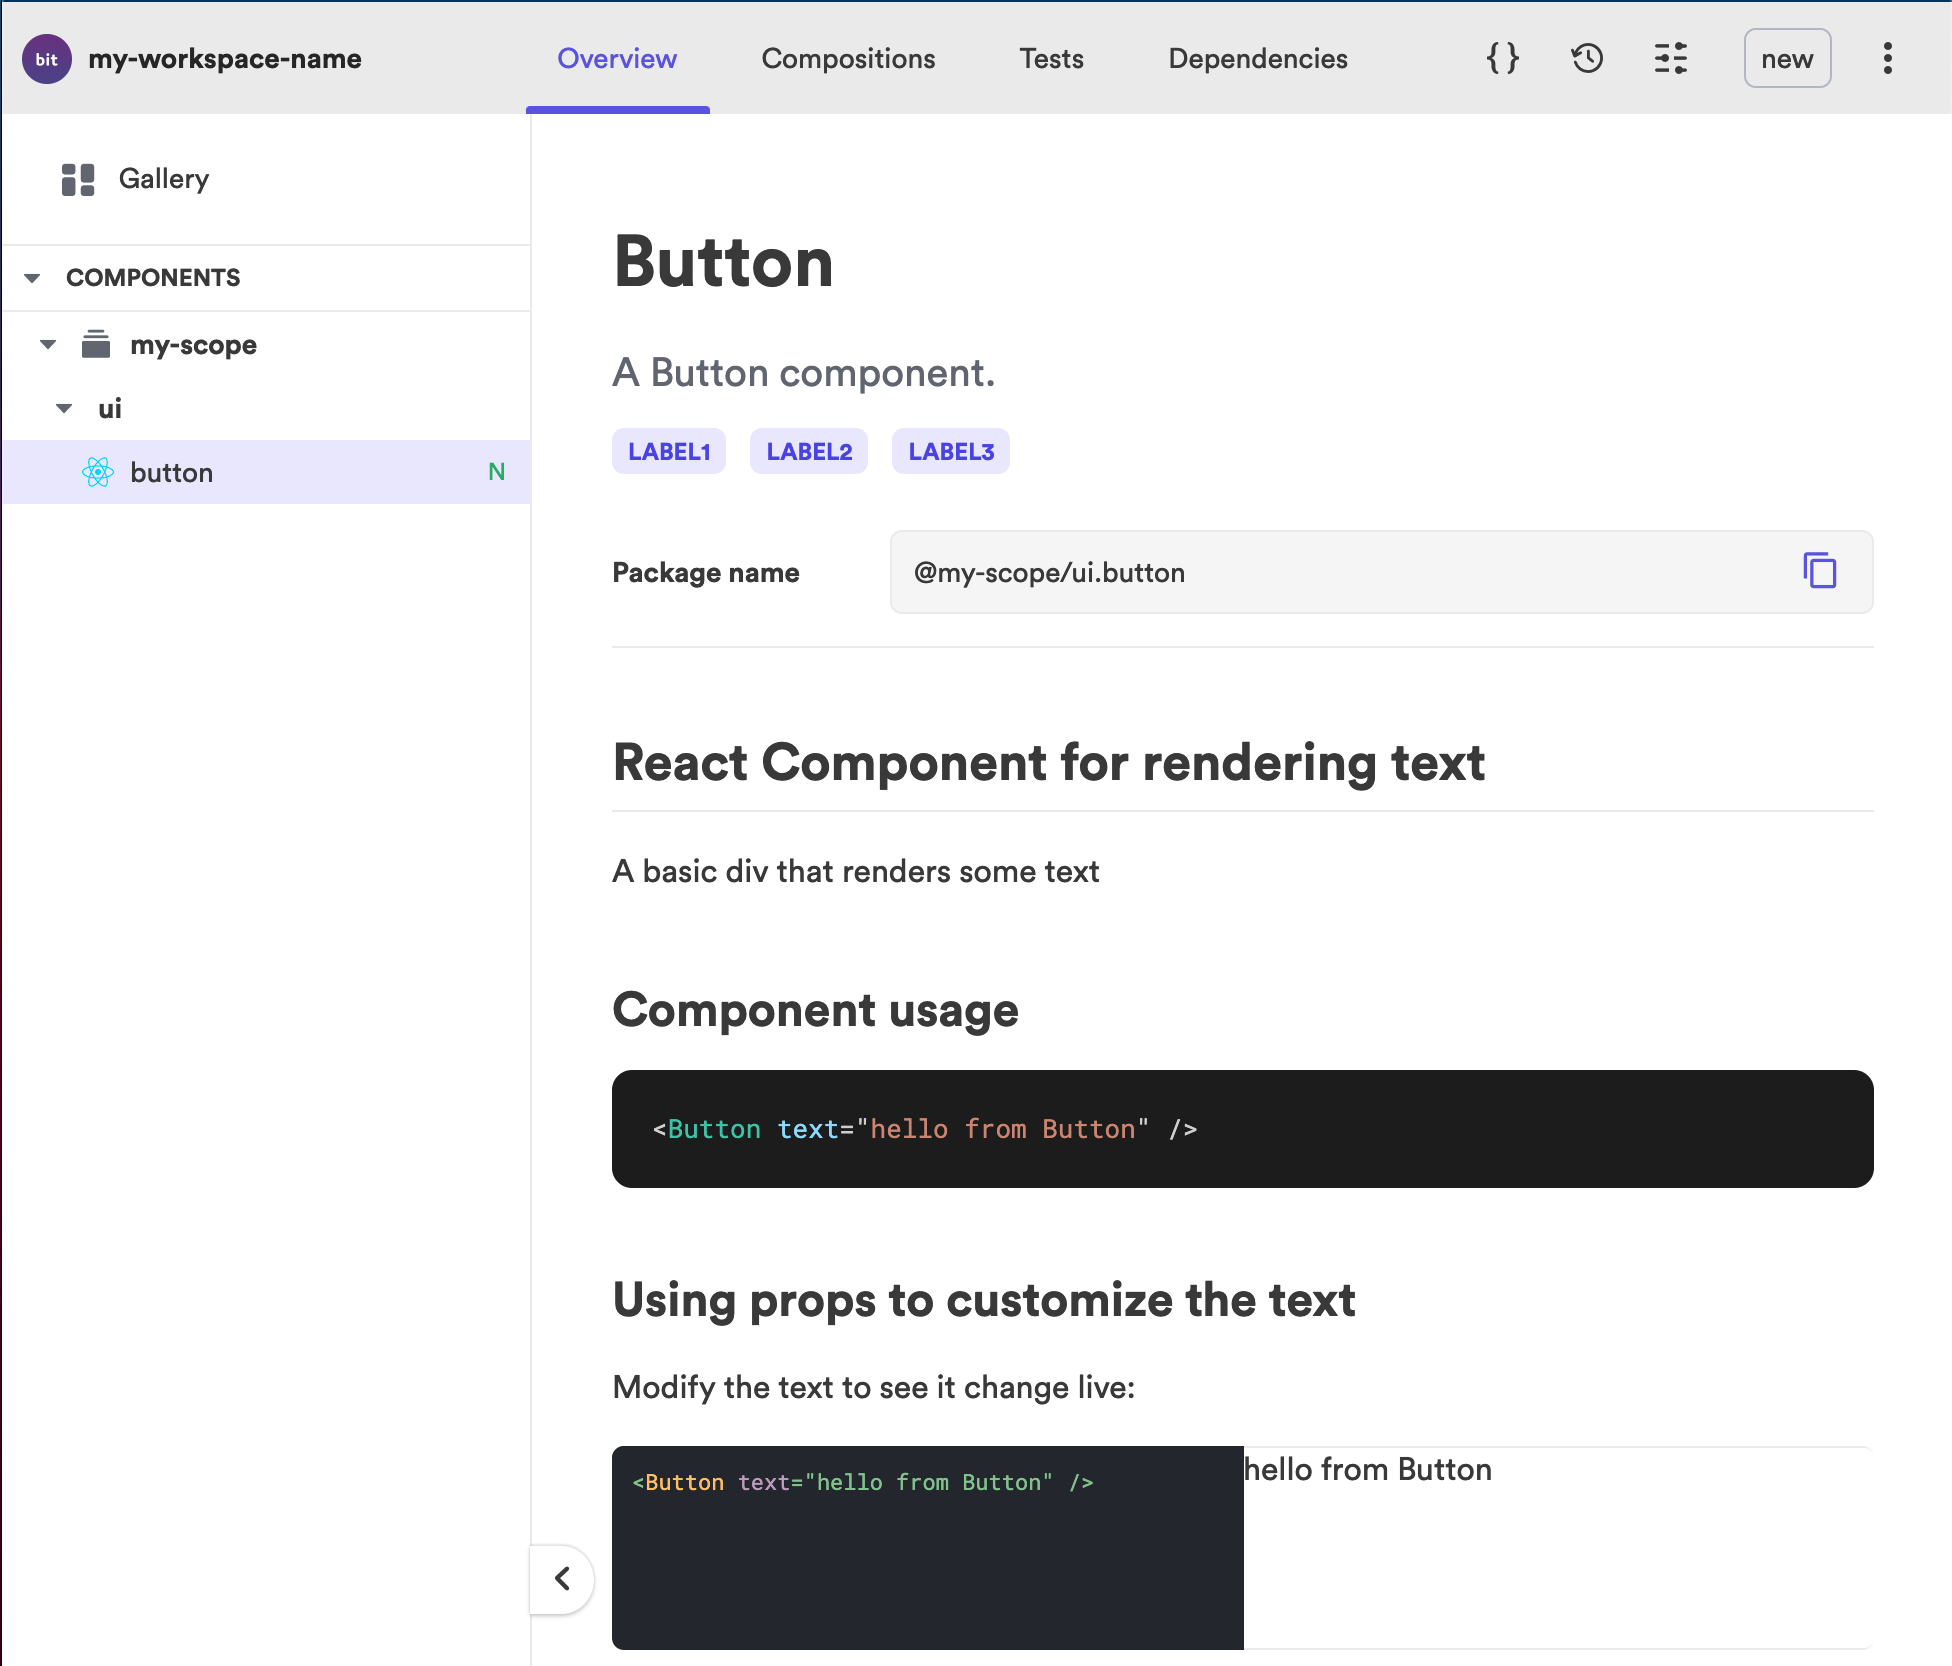 bit my-workspace-name Overview Compositions Tests Dependencies {} new
Gallery
COMPONENTS
my-scope
ui
button N
Button
A Button component.
LABEL1 LABEL2 LABEL3
Package name @my-scope/ui.button
React Component for rendering text
A basic div that renders some text
Component usage
<Button text="hello from Button" />
Using props to customize the text
Modify the text to see it change live:
<Button text="hello from Button" /> hello from Button